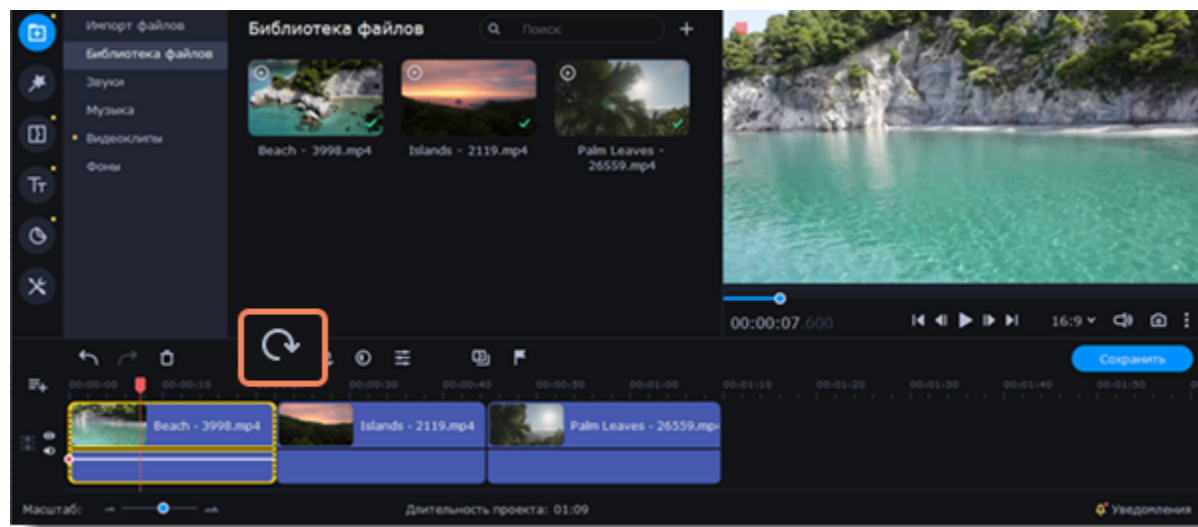 Импорт файлов
Библиотека файлов
Звуки
Музыка
Видеоклипы
Фоны
Библиотека файлов
Поиск
Beach - 3998.mp4
Islands - 2119.mp4
Palm Leaves -
26559.mp4
Тт
00:00:07.600
16:9
Сохранить
00:00:00 00:00:10 00:00:30 00:00:40 00:00:50 00:01:00 00:01:10 00:01:20 00:01:30 00:01:40 00:01:50
Beach - 3998.mp4
Islands - 2119.mp4
Palm Leaves - 26559.mp
Масштаб:
Длительность проекта: 01:09
Уведомления